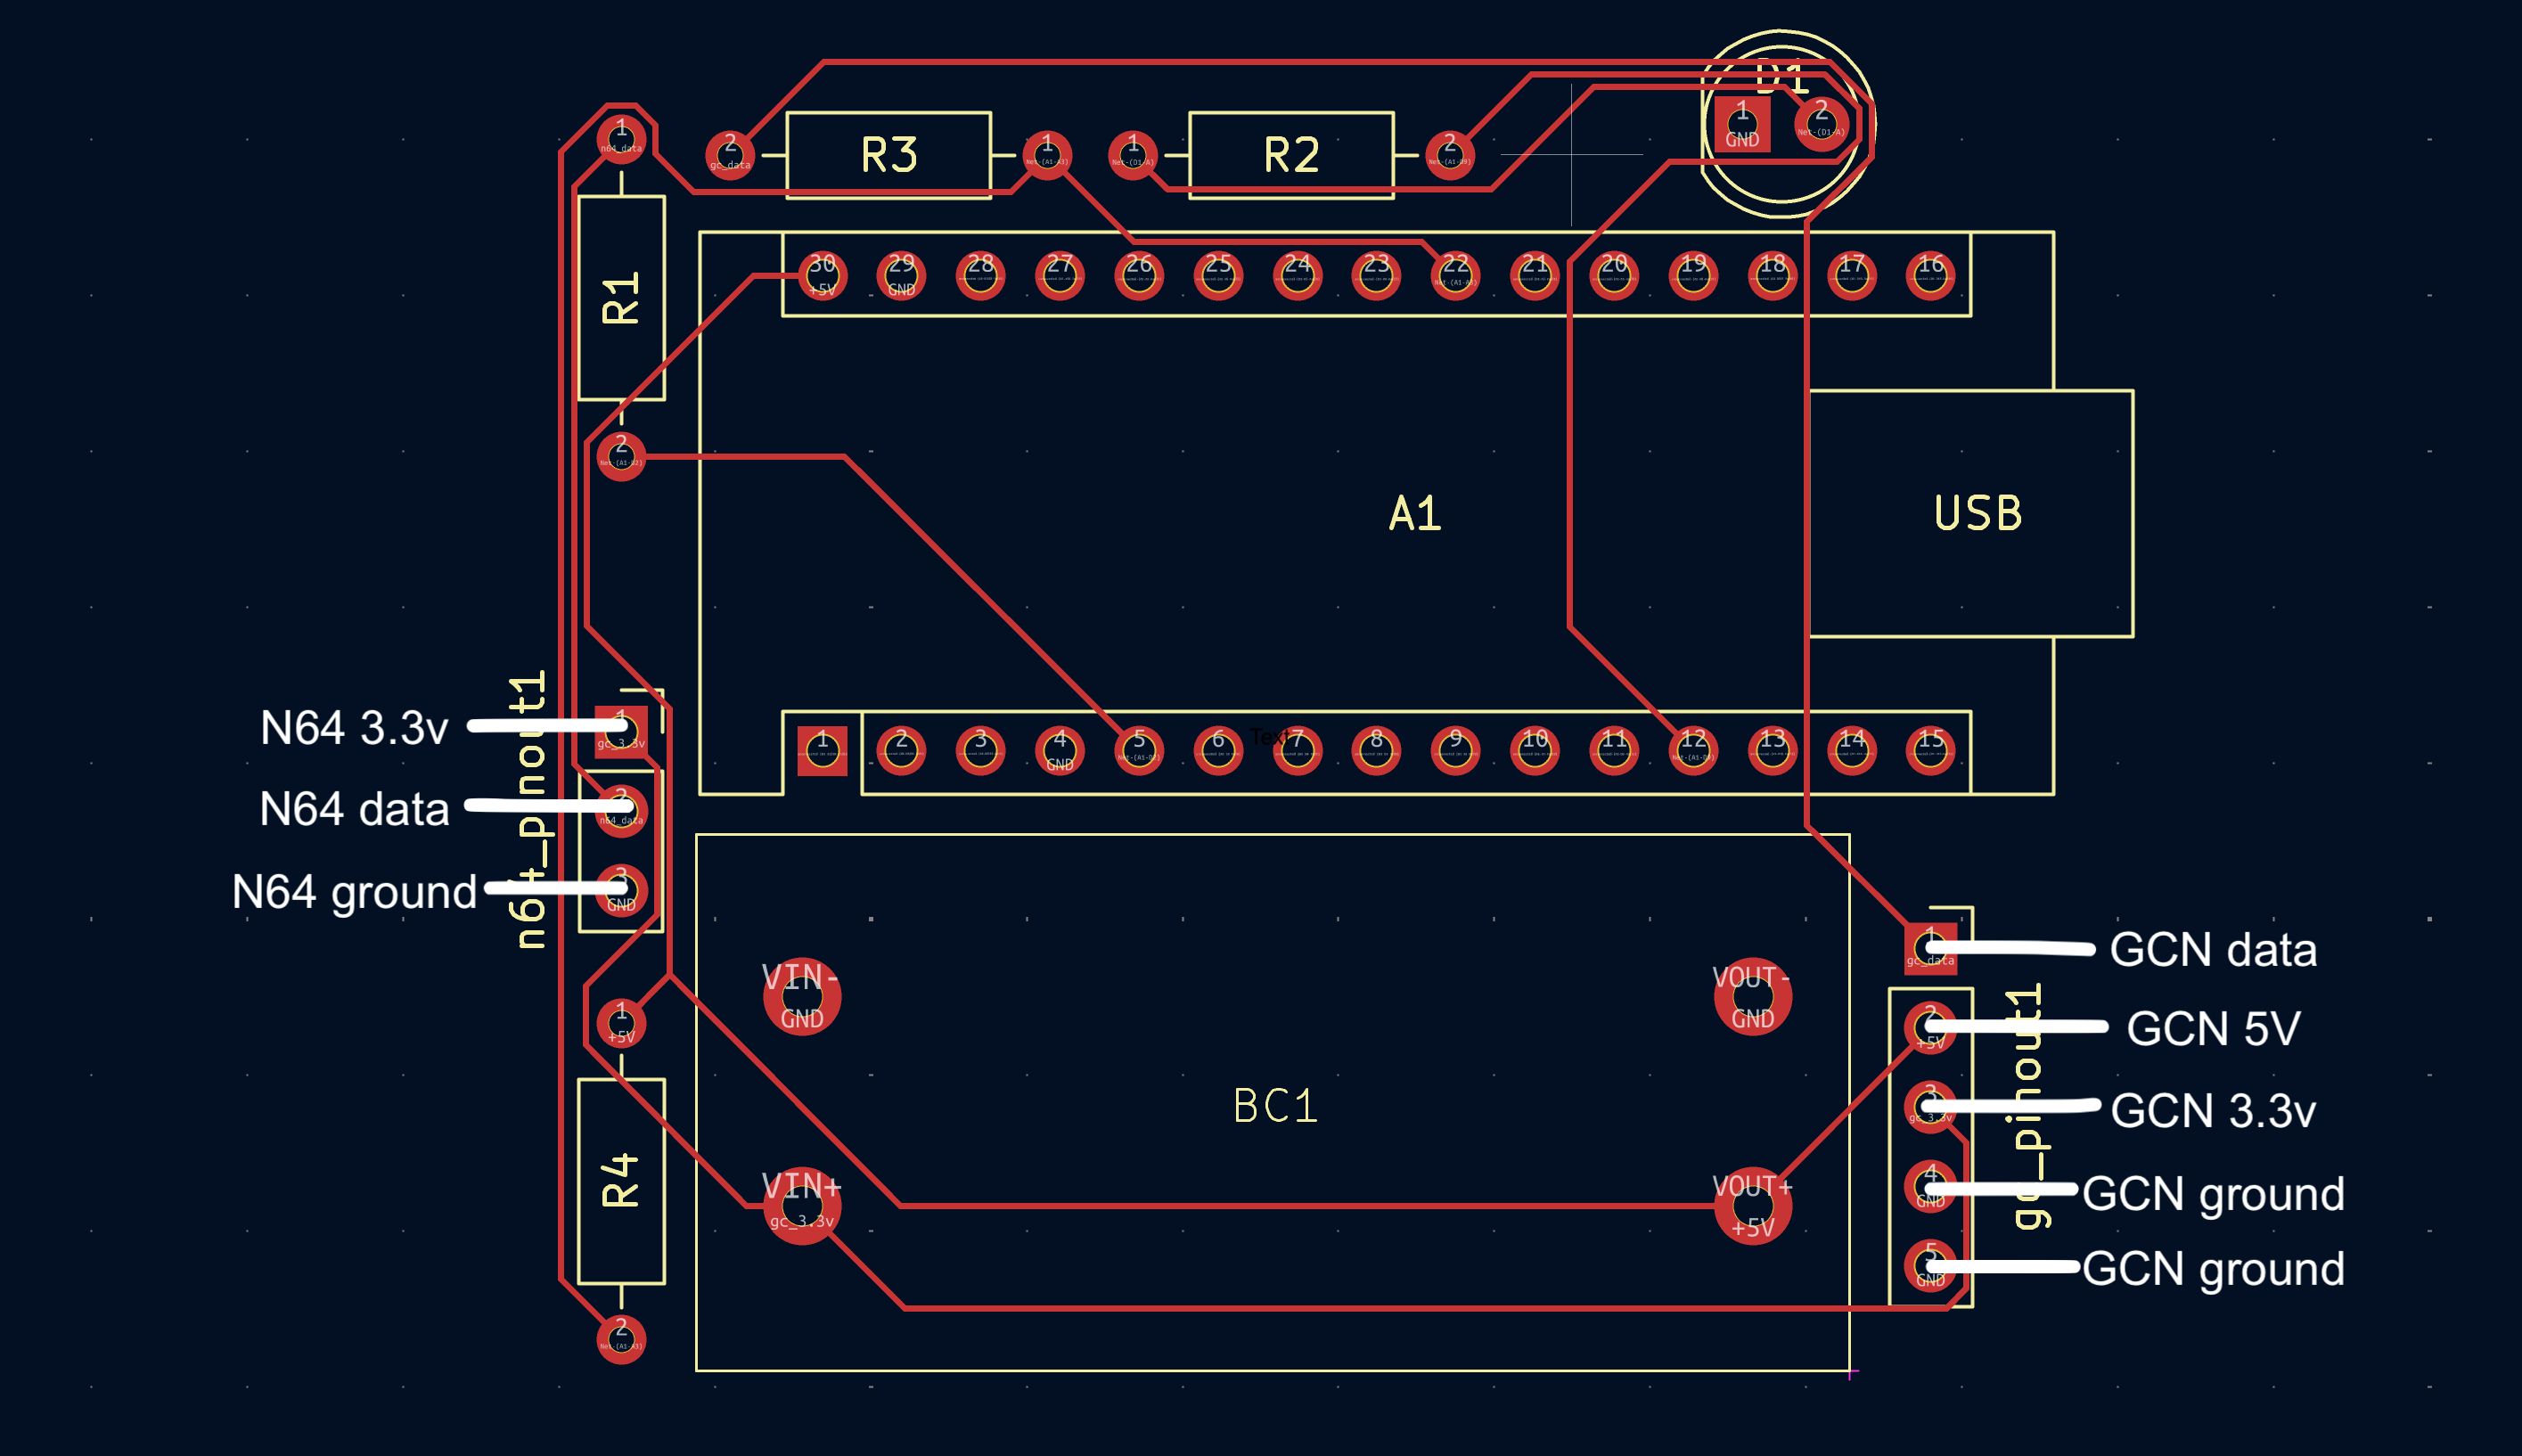 D1
1
GND
2
Net-(D1-A)
1
n64_data
2
gc_data
R3
1
Net-(A1-A3)
1
Net-(D1-A)
R2
2
Net-(A1-D9)
R1
30
+5V
29
GND
28
27
26
25
24
23
22
Net-(A1-A3)
21
20
19
18
17
16
2
Net-(A1-D2)
A1
USB
n64_pinout1
N64 3.3v
1
gc_3.3v
N64 data
2
n64_data
N64 ground
3
GND
1
2
3
4
GND
5
Net-(A1-D2)
6
Text
7
8
9
10
11
12
Net-(A1-D9)
13
14
15
VIN-
GND
VOUT-
GND
BC1
VIN+
gc_3.3v
VOUT+
+5V
1
+5V
R4
2
Net-(A1-A3)
1
gc_data
GCN data
2
+5V
GCN 5V
3
gc_3.3v
GCN 3.3v
4
GND
GCN ground
5
GND
GCN ground
gc_pinout1